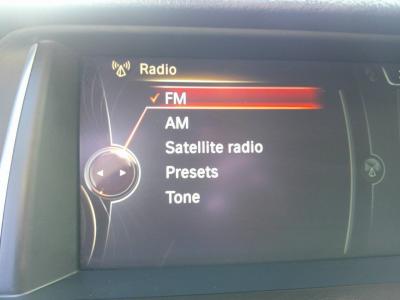 Radio
FM
AM
Satellite radio
Presets
Tone